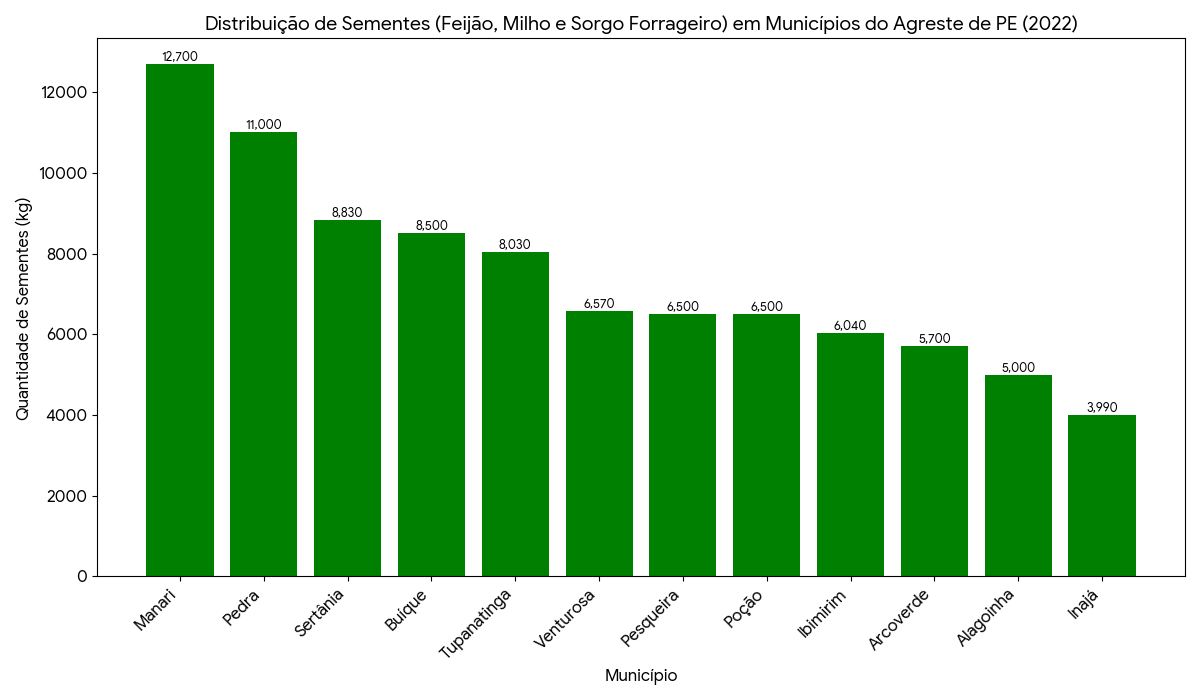 Distribuição de Sementes (Feijão, Milho e Sorgo Forrageiro) em Municípios do Agreste de PE (2022)
Quantidade de Sementes (kg)
12000
10000
8000
6000
4000
2000
0
12,700
11,000
8,830
8,500
8,030
6,570
6,500
6,500
6,040
5,700
5,000
3,990
Manari
Pedra
Sertânia
Buíque
Tupanatinga
Venturosa
Pesqueira
Poção
Ibimirim
Arcoverde
Alagoinha
Inajá
Município